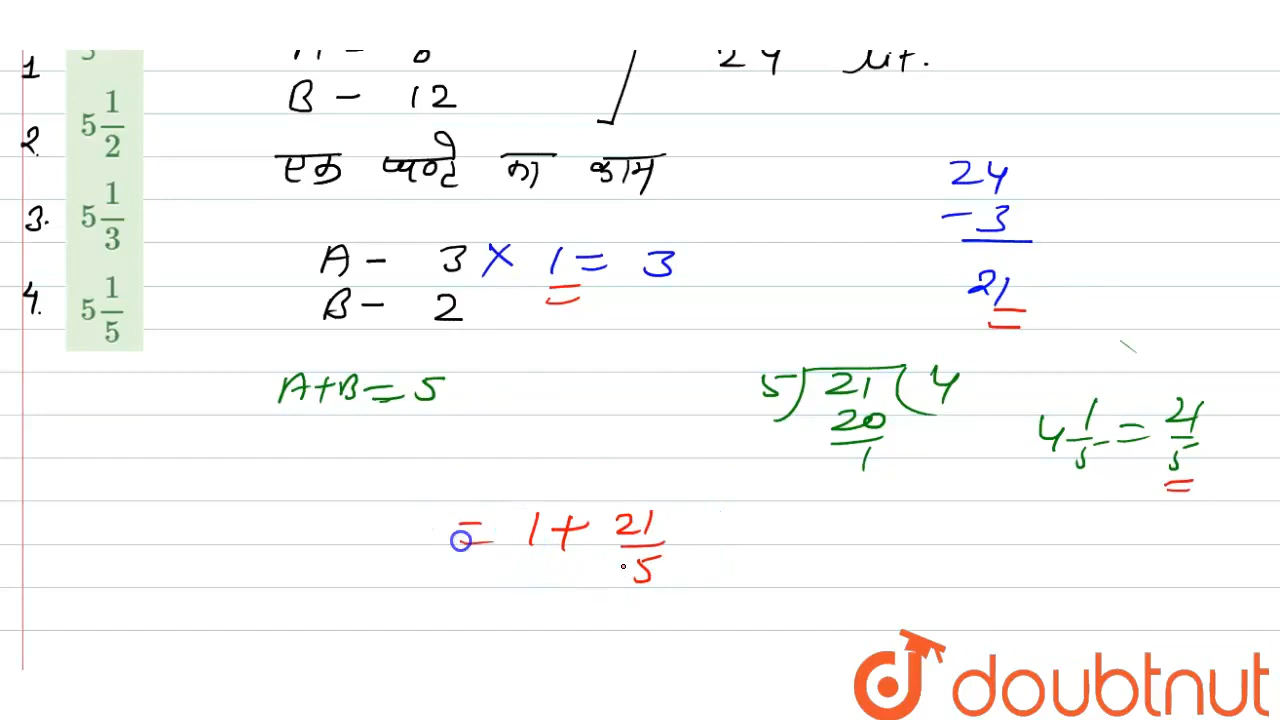 A - 8
24 unit.
1
B - 12
2. 5 1/2
एक घण्टे का काम
24
- 3
21
3. 5 1/3
A - 3 × 1 = 3
4. 5 1/5
B - 2
A+B=5
5) 21 ( 4
20
1
4 1/5 = 21/5
= 1 + 21/5
doubtnut